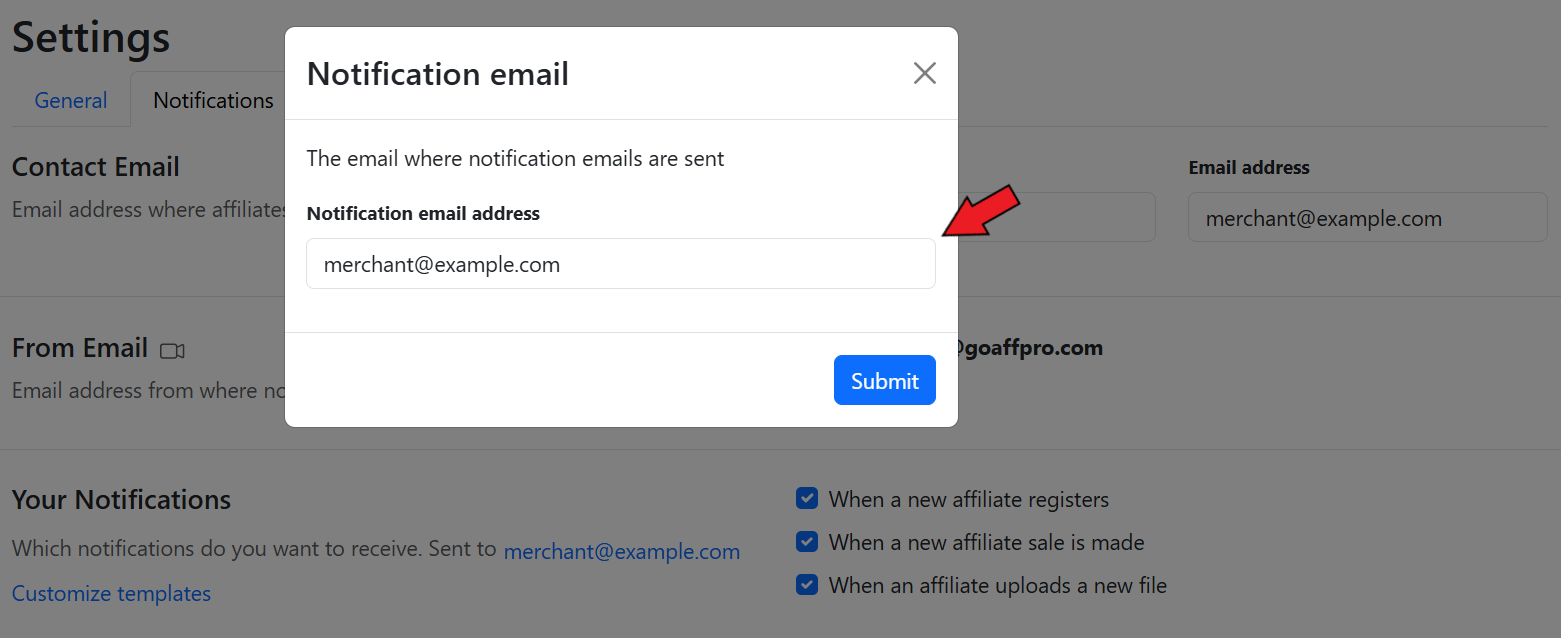 Settings
General
Notifications
Notification email
The email where notification emails are sent
Notification email address
merchant@example.com
Submit
Contact Email
Email address where affiliates
Email address
merchant@example.com
From Email
@goaffpro.com
Email address from where
Your Notifications
Which notifications do you want to receive. Sent to merchant@example.com
Customize templates
When a new affiliate registers
When a new affiliate sale is made
When an affiliate uploads a new file